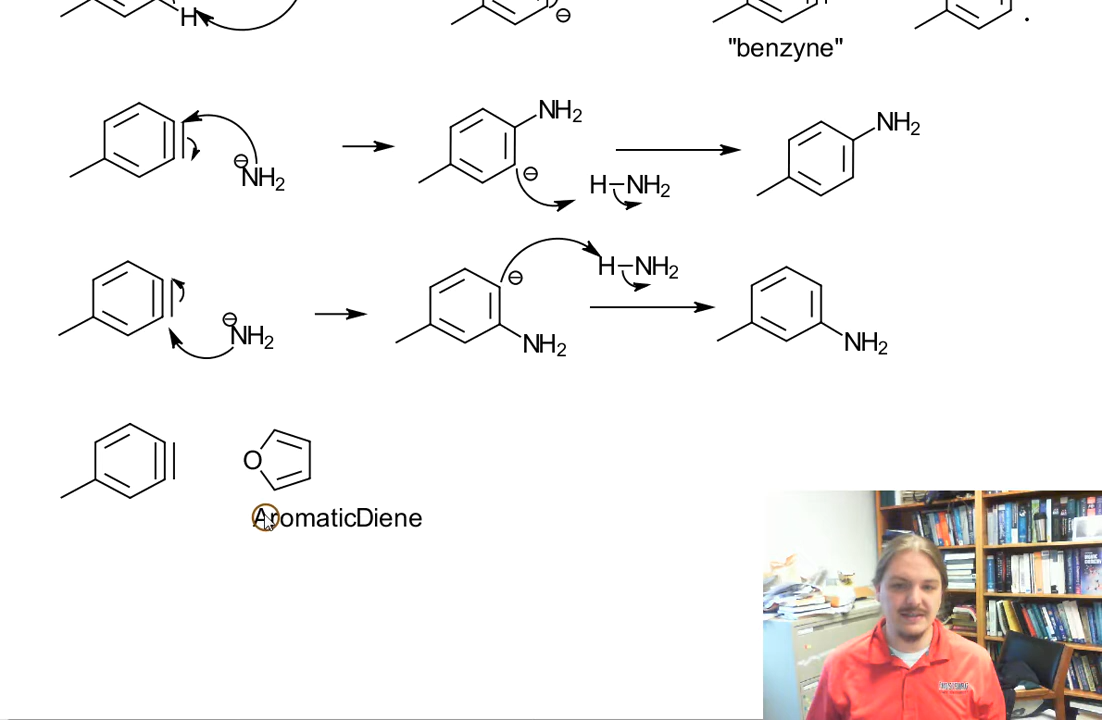 H
⊖
.
"benzyne"
NH2
⊖
NH2
⊖
H–NH2
NH2
⊖
NH2
⊖
NH2
H–NH2
NH2
O
AromaticDiene